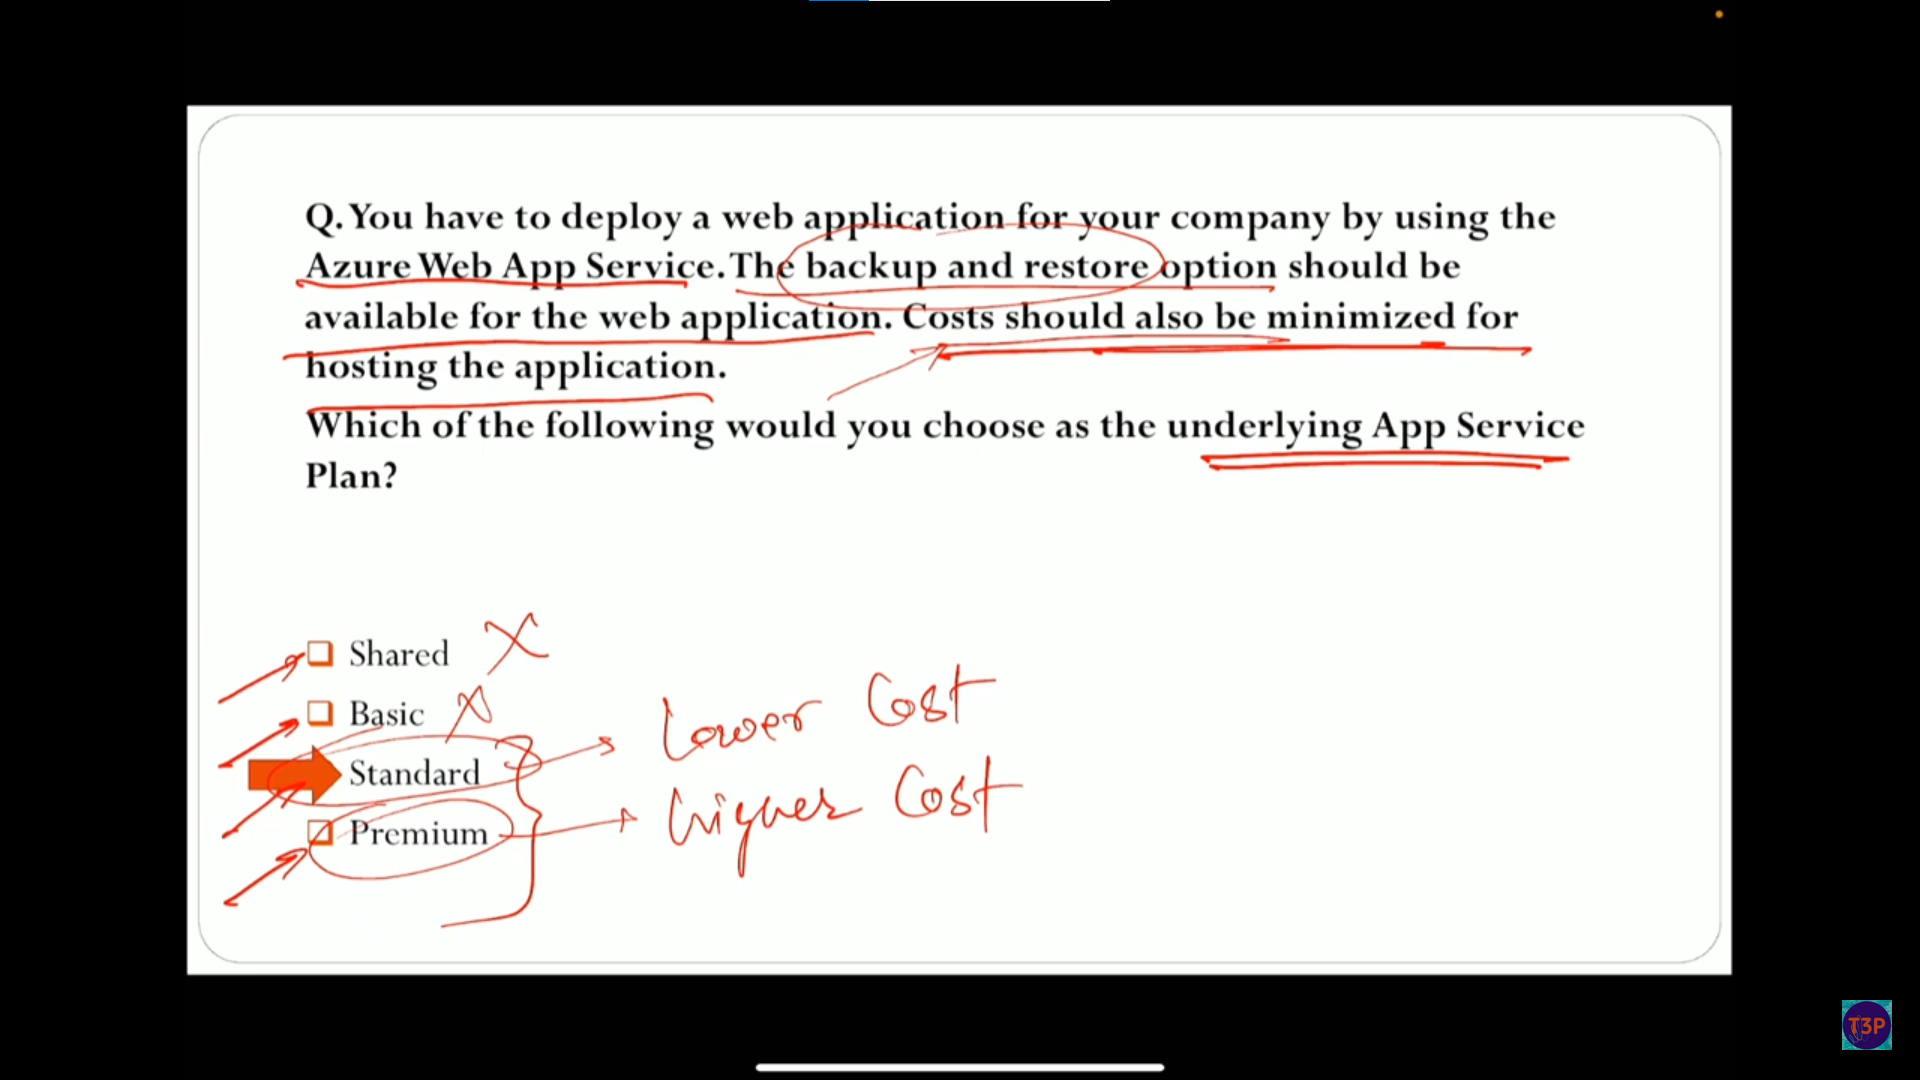 Q. You have to deploy a web application for your company by using the
Azure Web App Service. The backup and restore option should be
available for the web application. Costs should also be minimized for
hosting the application.
Which of the following would you choose as the underlying App Service
Plan?
Shared
Basic
Standard
Premium
Lower Cost
Higher Cost
T3P